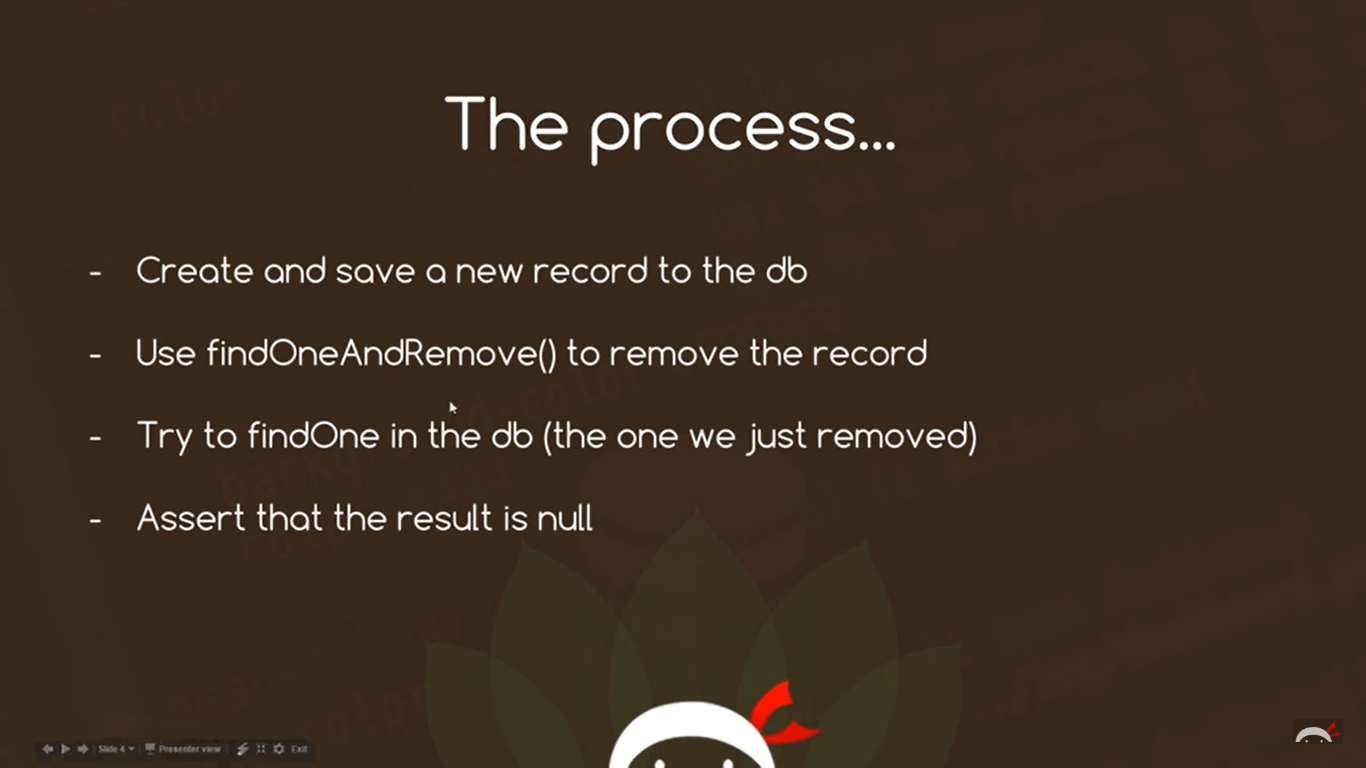 The process...
- Create and save a new record to the db
- Use findOneAndRemove() to remove the record
- Try to findOne in the db (the one we just removed)
- Assert that the result is null
Slide 4 Presenter view Exit